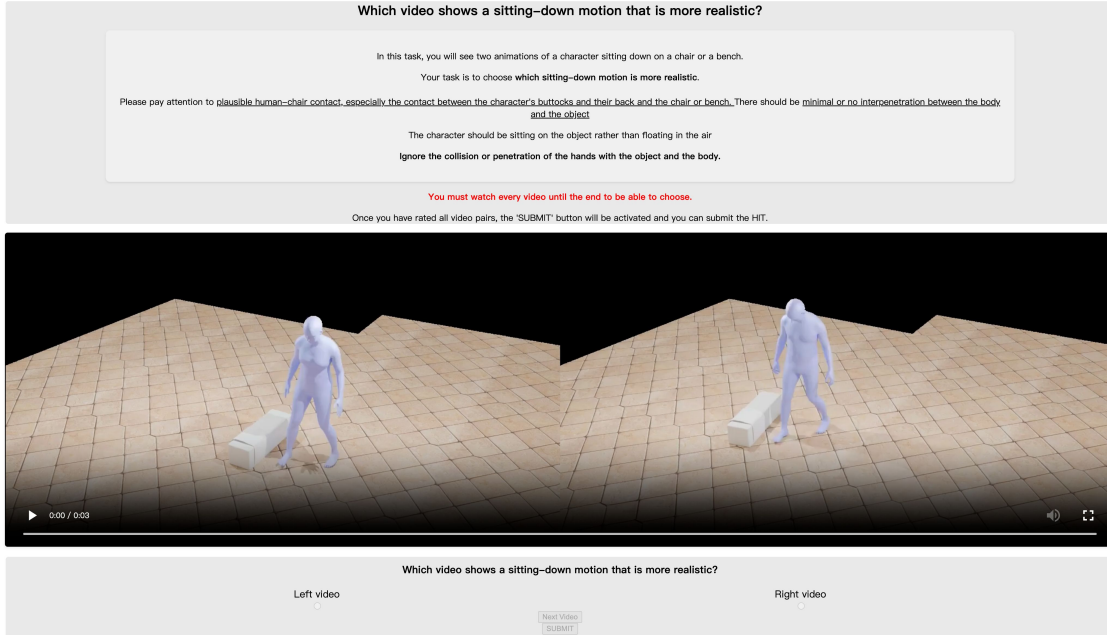 Which video shows a sitting-down motion that is more realistic?
In this task, you will see two animations of a character sitting down on a chair or a bench.
Your task is to choose which sitting-down motion is more realistic.
Please pay attention to plausible human-chair contact, especially the contact between the character's buttocks and their back and the chair or bench. There should be minimal or no interpenetration between the body
and the object
The character should be sitting on the object rather than floating in the air
Ignore the collision or penetration of the hands with the object and the body.
You must watch every video until the end to be able to choose.
Once you have rated all video pairs, the 'SUBMIT' button will be activated and you can submit the HIT.
0:00 / 0:03
Which video shows a sitting-down motion that is more realistic?
Left video Right video
Next Video
SUBMIT